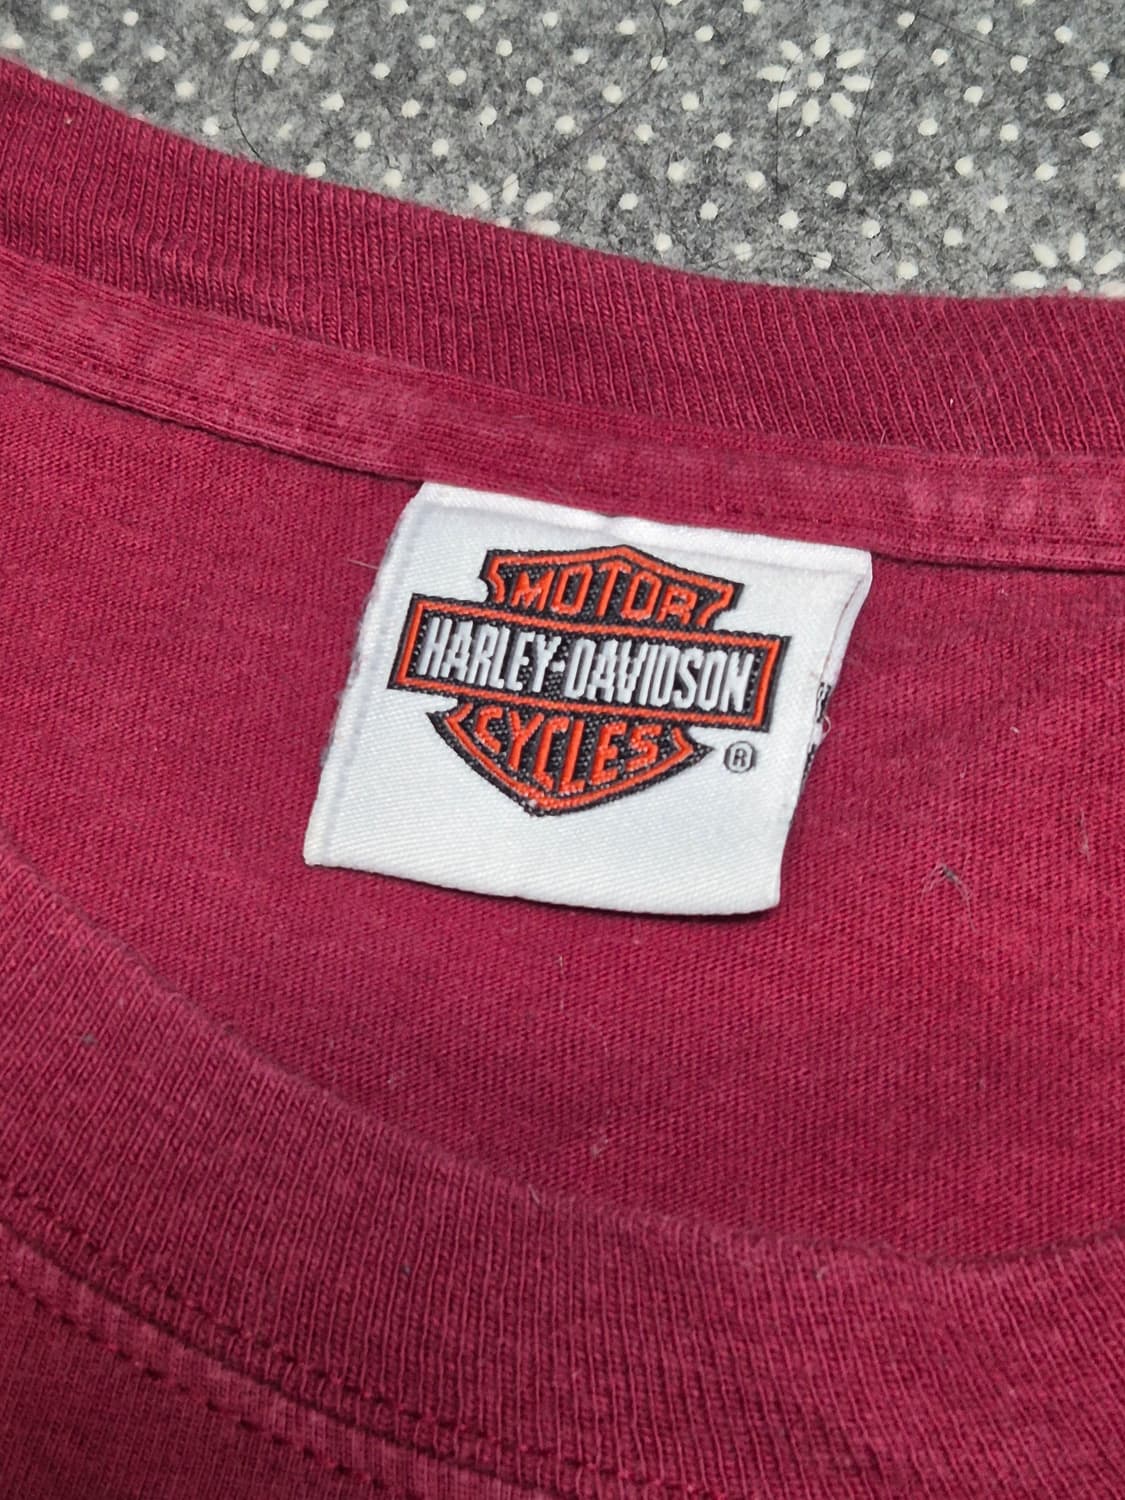 MOTOR
HARLEY-DAVIDSON
CYCLES
®